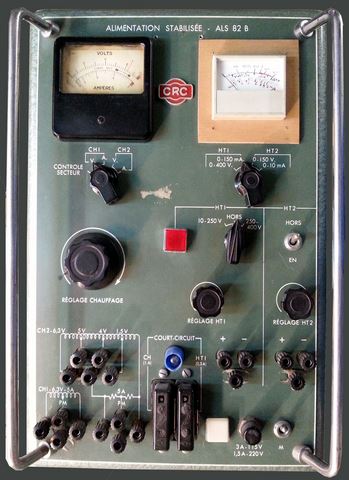 ALIMENTATION STABILISÉE - ALS 82 B
VOLTS
AMPÈRES
CRC
CH1 CH2
V. A. V. A.
CONTROLE
SECTEUR
HT1 HT2
0-150 mA 0-150 V.
0-400 V. 0-10 mA
HT1 HT2
HORS
10-250 V 250-
400V
HORS
EN
RÉGLAGE CHAUFFAGE
RÉGLAGE HT1
RÉGLAGE HT2
CH2-6,3V 5V 4V 1,5V
COURT-CIRCUIT
CH
HT1
+ - + -
CH1-6,3V-5A
PM
5A
PM
3A-115V
1,5A-220V
M